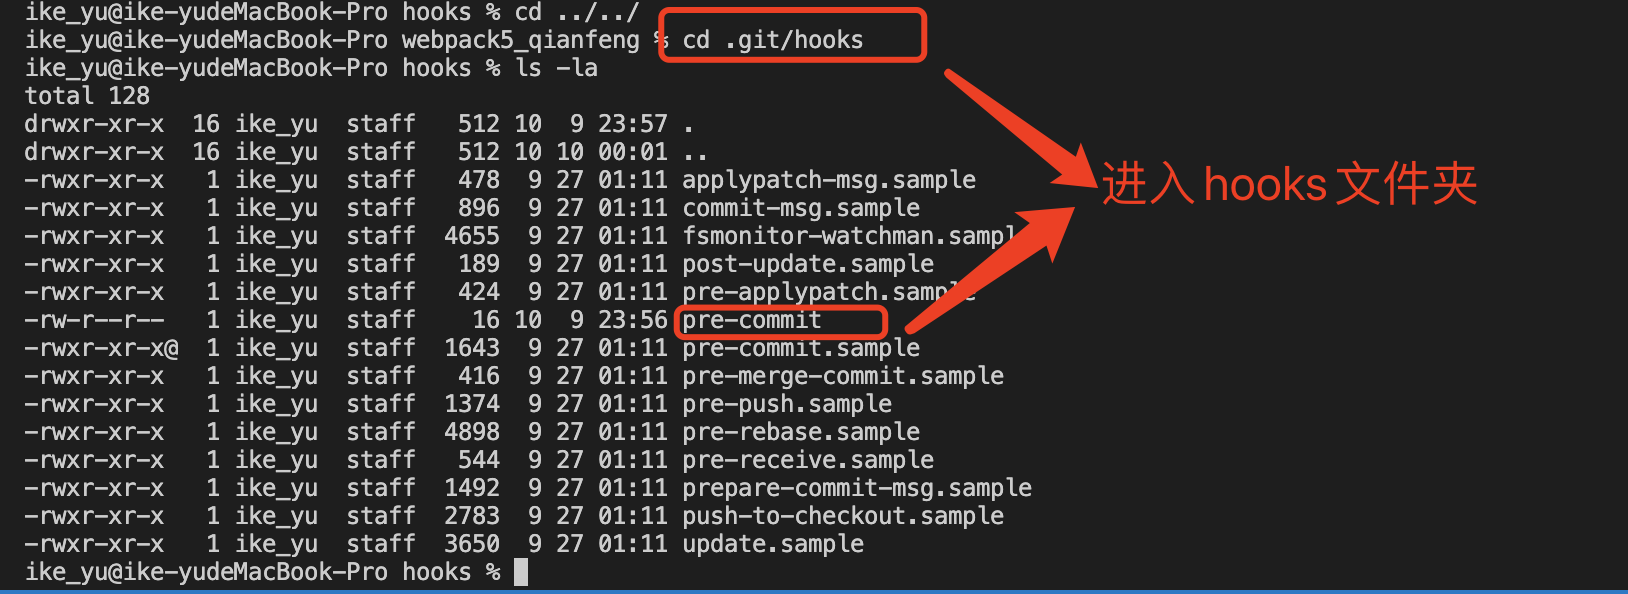 ike_yu@ike-yudeMacBook-Pro hooks % cd ../../
ike_yu@ike-yudeMacBook-Pro webpack5_qianfeng % cd .git/hooks
ike_yu@ike-yudeMacBook-Pro hooks % ls -la
total 128
drwxr-xr-x  16 ike_yu  staff   512 10  9 23:57 .
drwxr-xr-x  16 ike_yu  staff   512 10 10 00:01 ..
-rwxr-xr-x   1 ike_yu  staff   478  9 27 01:11 applypatch-msg.sample
进入hooks文件夹
-rwxr-xr-x   1 ike_yu  staff   896  9 27 01:11 commit-msg.sample
-rwxr-xr-x   1 ike_yu  staff  4655  9 27 01:11 fsmonitor-watchman.sampl
-rwxr-xr-x   1 ike_yu  staff   189  9 27 01:11 post-update.sample
-rwxr-xr-x   1 ike_yu  staff   424  9 27 01:11 pre-applypatch.sample
-rw-r--r--   1 ike_yu  staff    16 10  9 23:56 pre-commit
-rwxr-xr-x@  1 ike_yu  staff  1643  9 27 01:11 pre-commit.sample
-rwxr-xr-x   1 ike_yu  staff   416  9 27 01:11 pre-merge-commit.sample
-rwxr-xr-x   1 ike_yu  staff  1374  9 27 01:11 pre-push.sample
-rwxr-xr-x   1 ike_yu  staff  4898  9 27 01:11 pre-rebase.sample
-rwxr-xr-x   1 ike_yu  staff   544  9 27 01:11 pre-receive.sample
-rwxr-xr-x   1 ike_yu  staff  1492  9 27 01:11 prepare-commit-msg.sample
-rwxr-xr-x   1 ike_yu  staff  2783  9 27 01:11 push-to-checkout.sample
-rwxr-xr-x   1 ike_yu  staff  3650  9 27 01:11 update.sample
ike_yu@ike-yudeMacBook-Pro hooks %